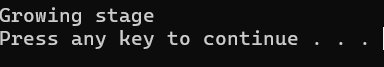 Growing stage
Press any key to continue . . .